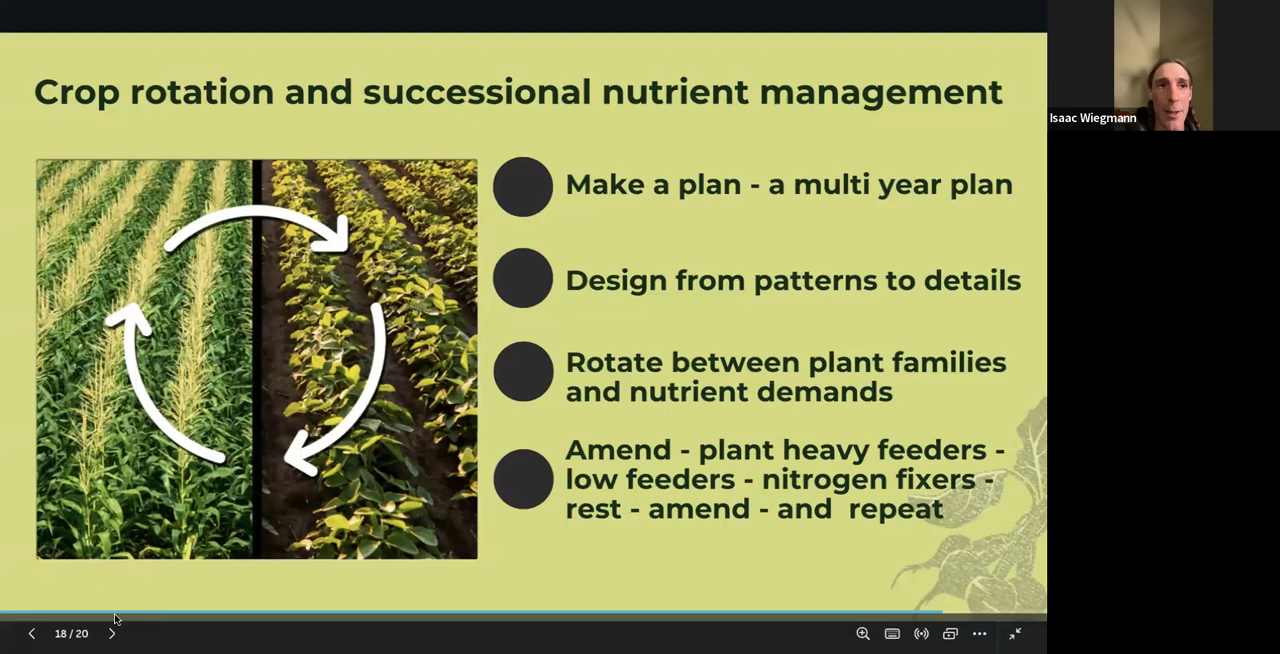 Crop rotation and successional nutrient management
Isaac Wiegmann
Make a plan - a multi year plan
Design from patterns to details
Rotate between plant families
and nutrient demands
Amend - plant heavy feeders -
low feeders - nitrogen fixers -
rest - amend - and repeat
18 / 20